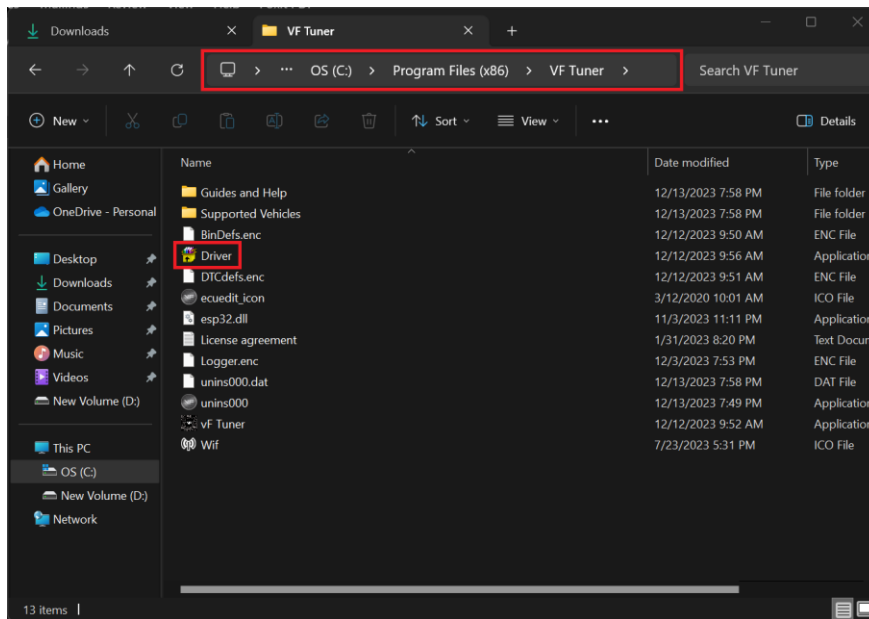 Downloads
VF Tuner
OS (C:) > Program Files (x86) > VF Tuner >
Search VF Tuner
New
Sort
View
Details
Home
Gallery
OneDrive - Personal
Desktop
Downloads
Documents
Pictures
Music
Videos
New Volume (D:)
This PC
OS (C:)
New Volume (D:)
Network
Name Date modified Type
Guides and Help 12/13/2023 7:58 PM File folder
Supported Vehicles 12/13/2023 7:58 PM File folder
BinDefs.enc 12/12/2023 9:50 AM ENC File
Driver 12/12/2023 9:56 AM Applicatio
DTCdefs.enc 12/12/2023 9:51 AM ENC File
ecuedit_icon 3/12/2020 10:01 AM ICO File
esp32.dll 11/3/2023 11:11 PM Applicatio
License agreement 1/31/2023 8:20 PM Text Docur
Logger.enc 12/3/2023 7:53 PM ENC File
unins000.dat 12/13/2023 7:58 PM DAT File
unins000 12/13/2023 7:49 PM Applicatio
vF Tuner 12/12/2023 9:52 AM Applicatio
Wif 7/23/2023 5:31 PM ICO File
13 items